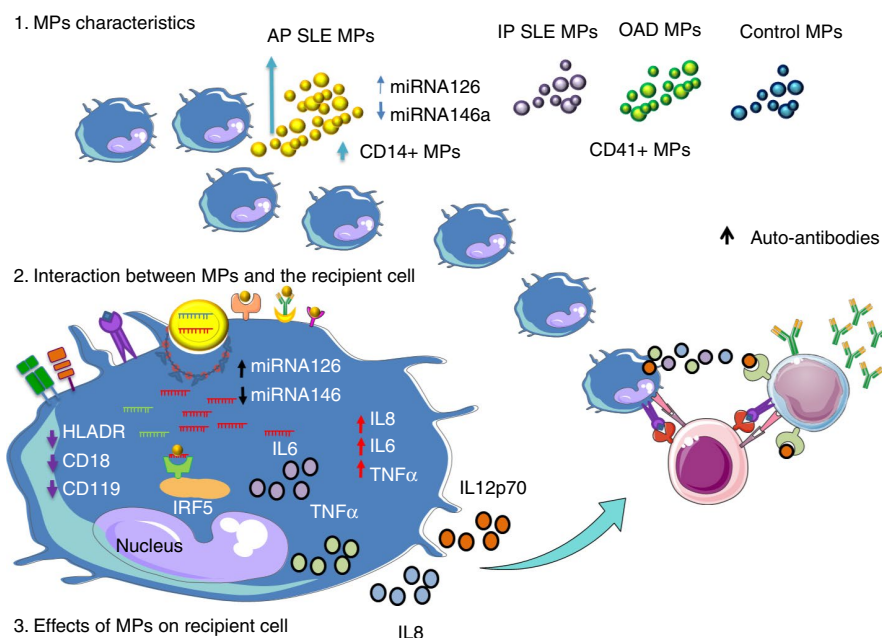 1. MPs characteristics
AP SLE MPs
IP SLE MPs
OAD MPs
Control MPs
miRNA126
miRNA146a
CD14+ MPs
CD41+ MPs
Auto-antibodies
2. Interaction between MPs and the recipient cell
miRNA126
miRNA146
HLADR
CD18
CD119
IL6
IL8
IL6
TNFα
IRF5
TNFα
IL12p70
Nucleus
IL8
3. Effects of MPs on recipient cell